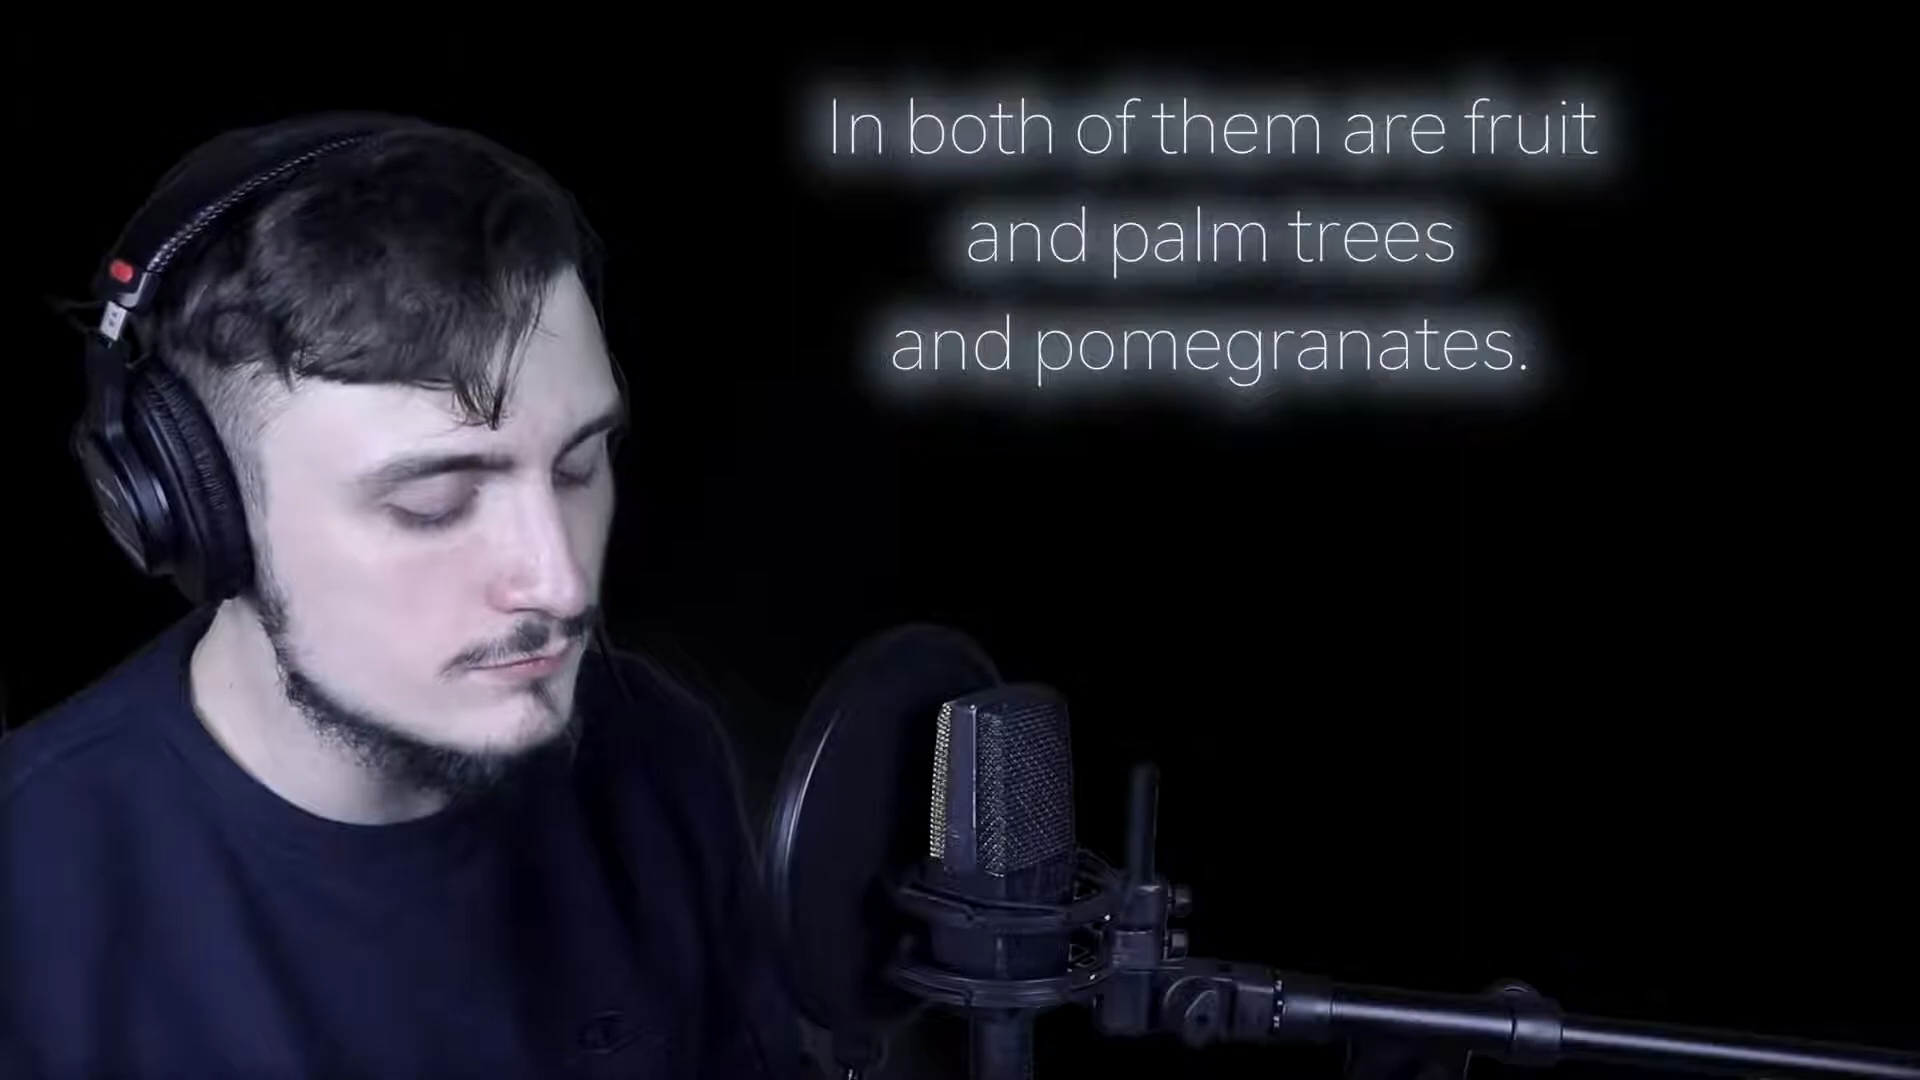 In both of them are fruit
and palm trees
and pomegranates.